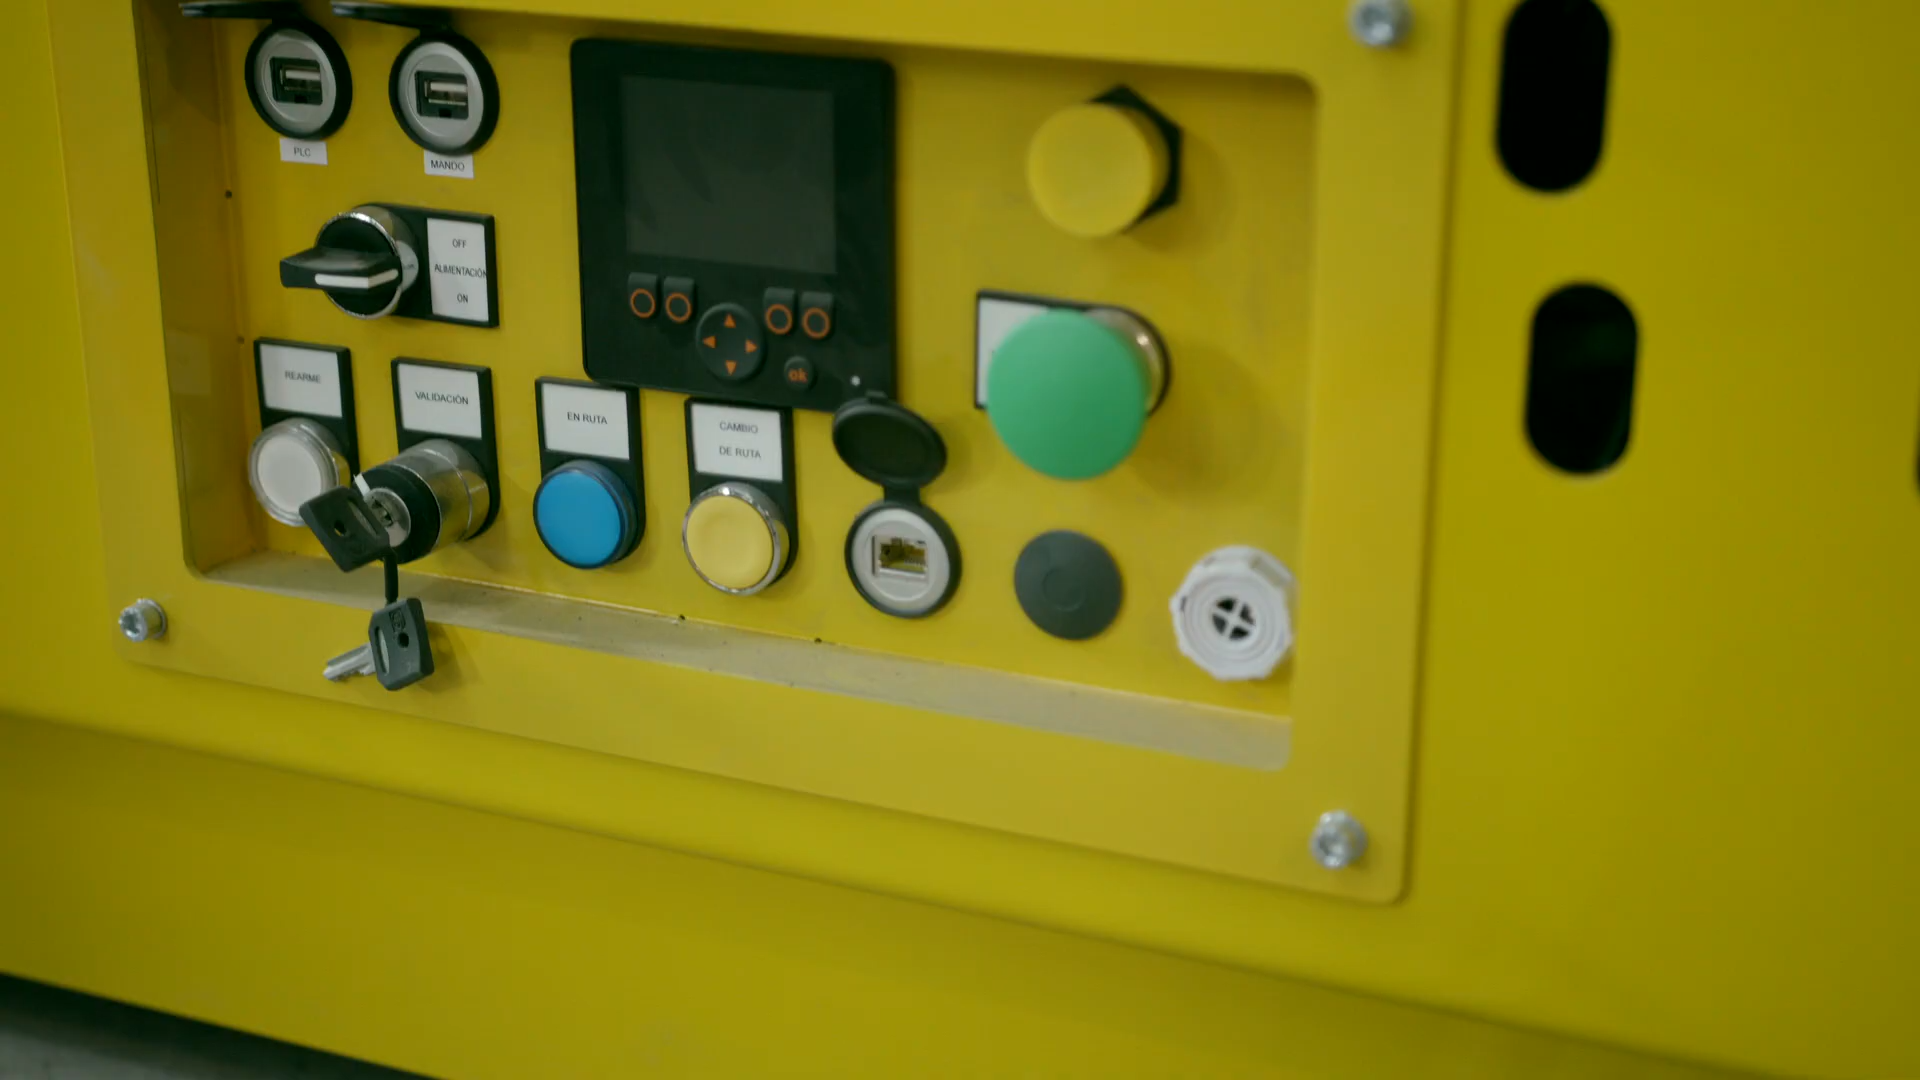 PLC
MANDO
OFF
ALIMENTACIÓN
ON
REARME
VALIDACIÓN
EN RUTA
CAMBIO
DE RUTA
ok